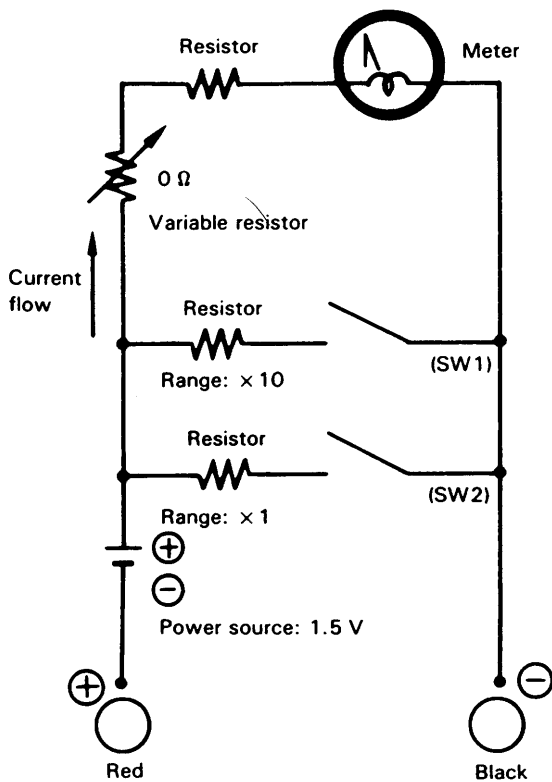 Resistor
Meter
0 Ω
Variable resistor
Current
flow
Resistor
(SW1)
Range: × 10
Resistor
(SW2)
Range: × 1
+
−
Power source: 1.5 V
+
−
Red
Black